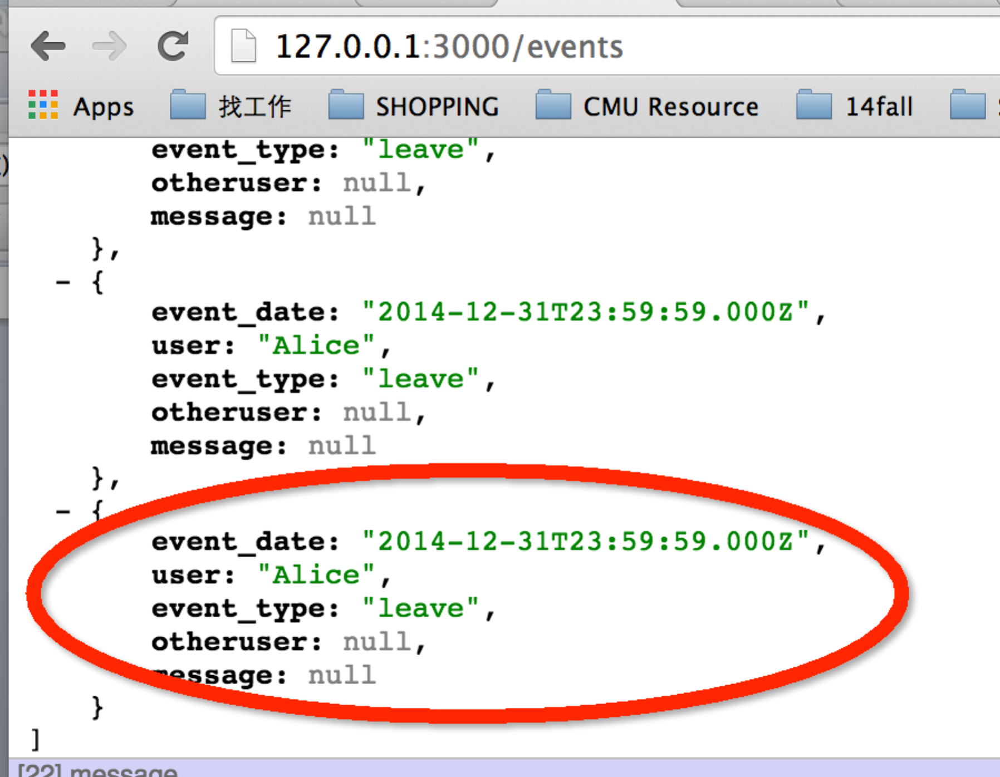 127.0.0.1:3000/events
Apps 找工作 SHOPPING CMU Resource 14fall
event_type: "leave",
otheruser: null,
message: null
},
- {
event_date: "2014-12-31T23:59:59.000Z",
user: "Alice",
event_type: "leave",
otheruser: null,
message: null
},
- {
event_date: "2014-12-31T23:59:59.000Z",
user: "Alice",
event_type: "leave",
otheruser: null,
message: null
}
]
[22] message